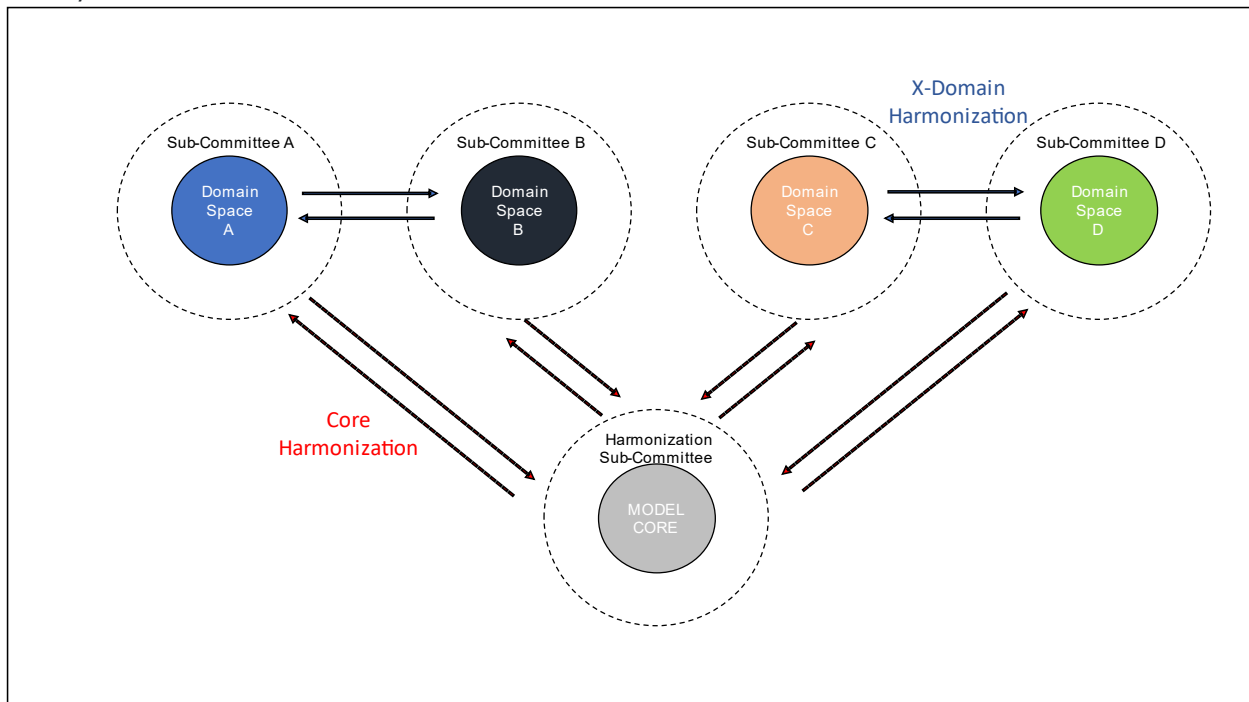 X-Domain
Harmonization
Sub-Committee A
Sub-Committee B
Sub-Committee C
Sub-Committee D
Domain
Space
A
Domain
Space
B
Domain
Space
C
Domain
Space
D
Core
Harmonization
Harmonization
Sub-Committee
MODEL
CORE